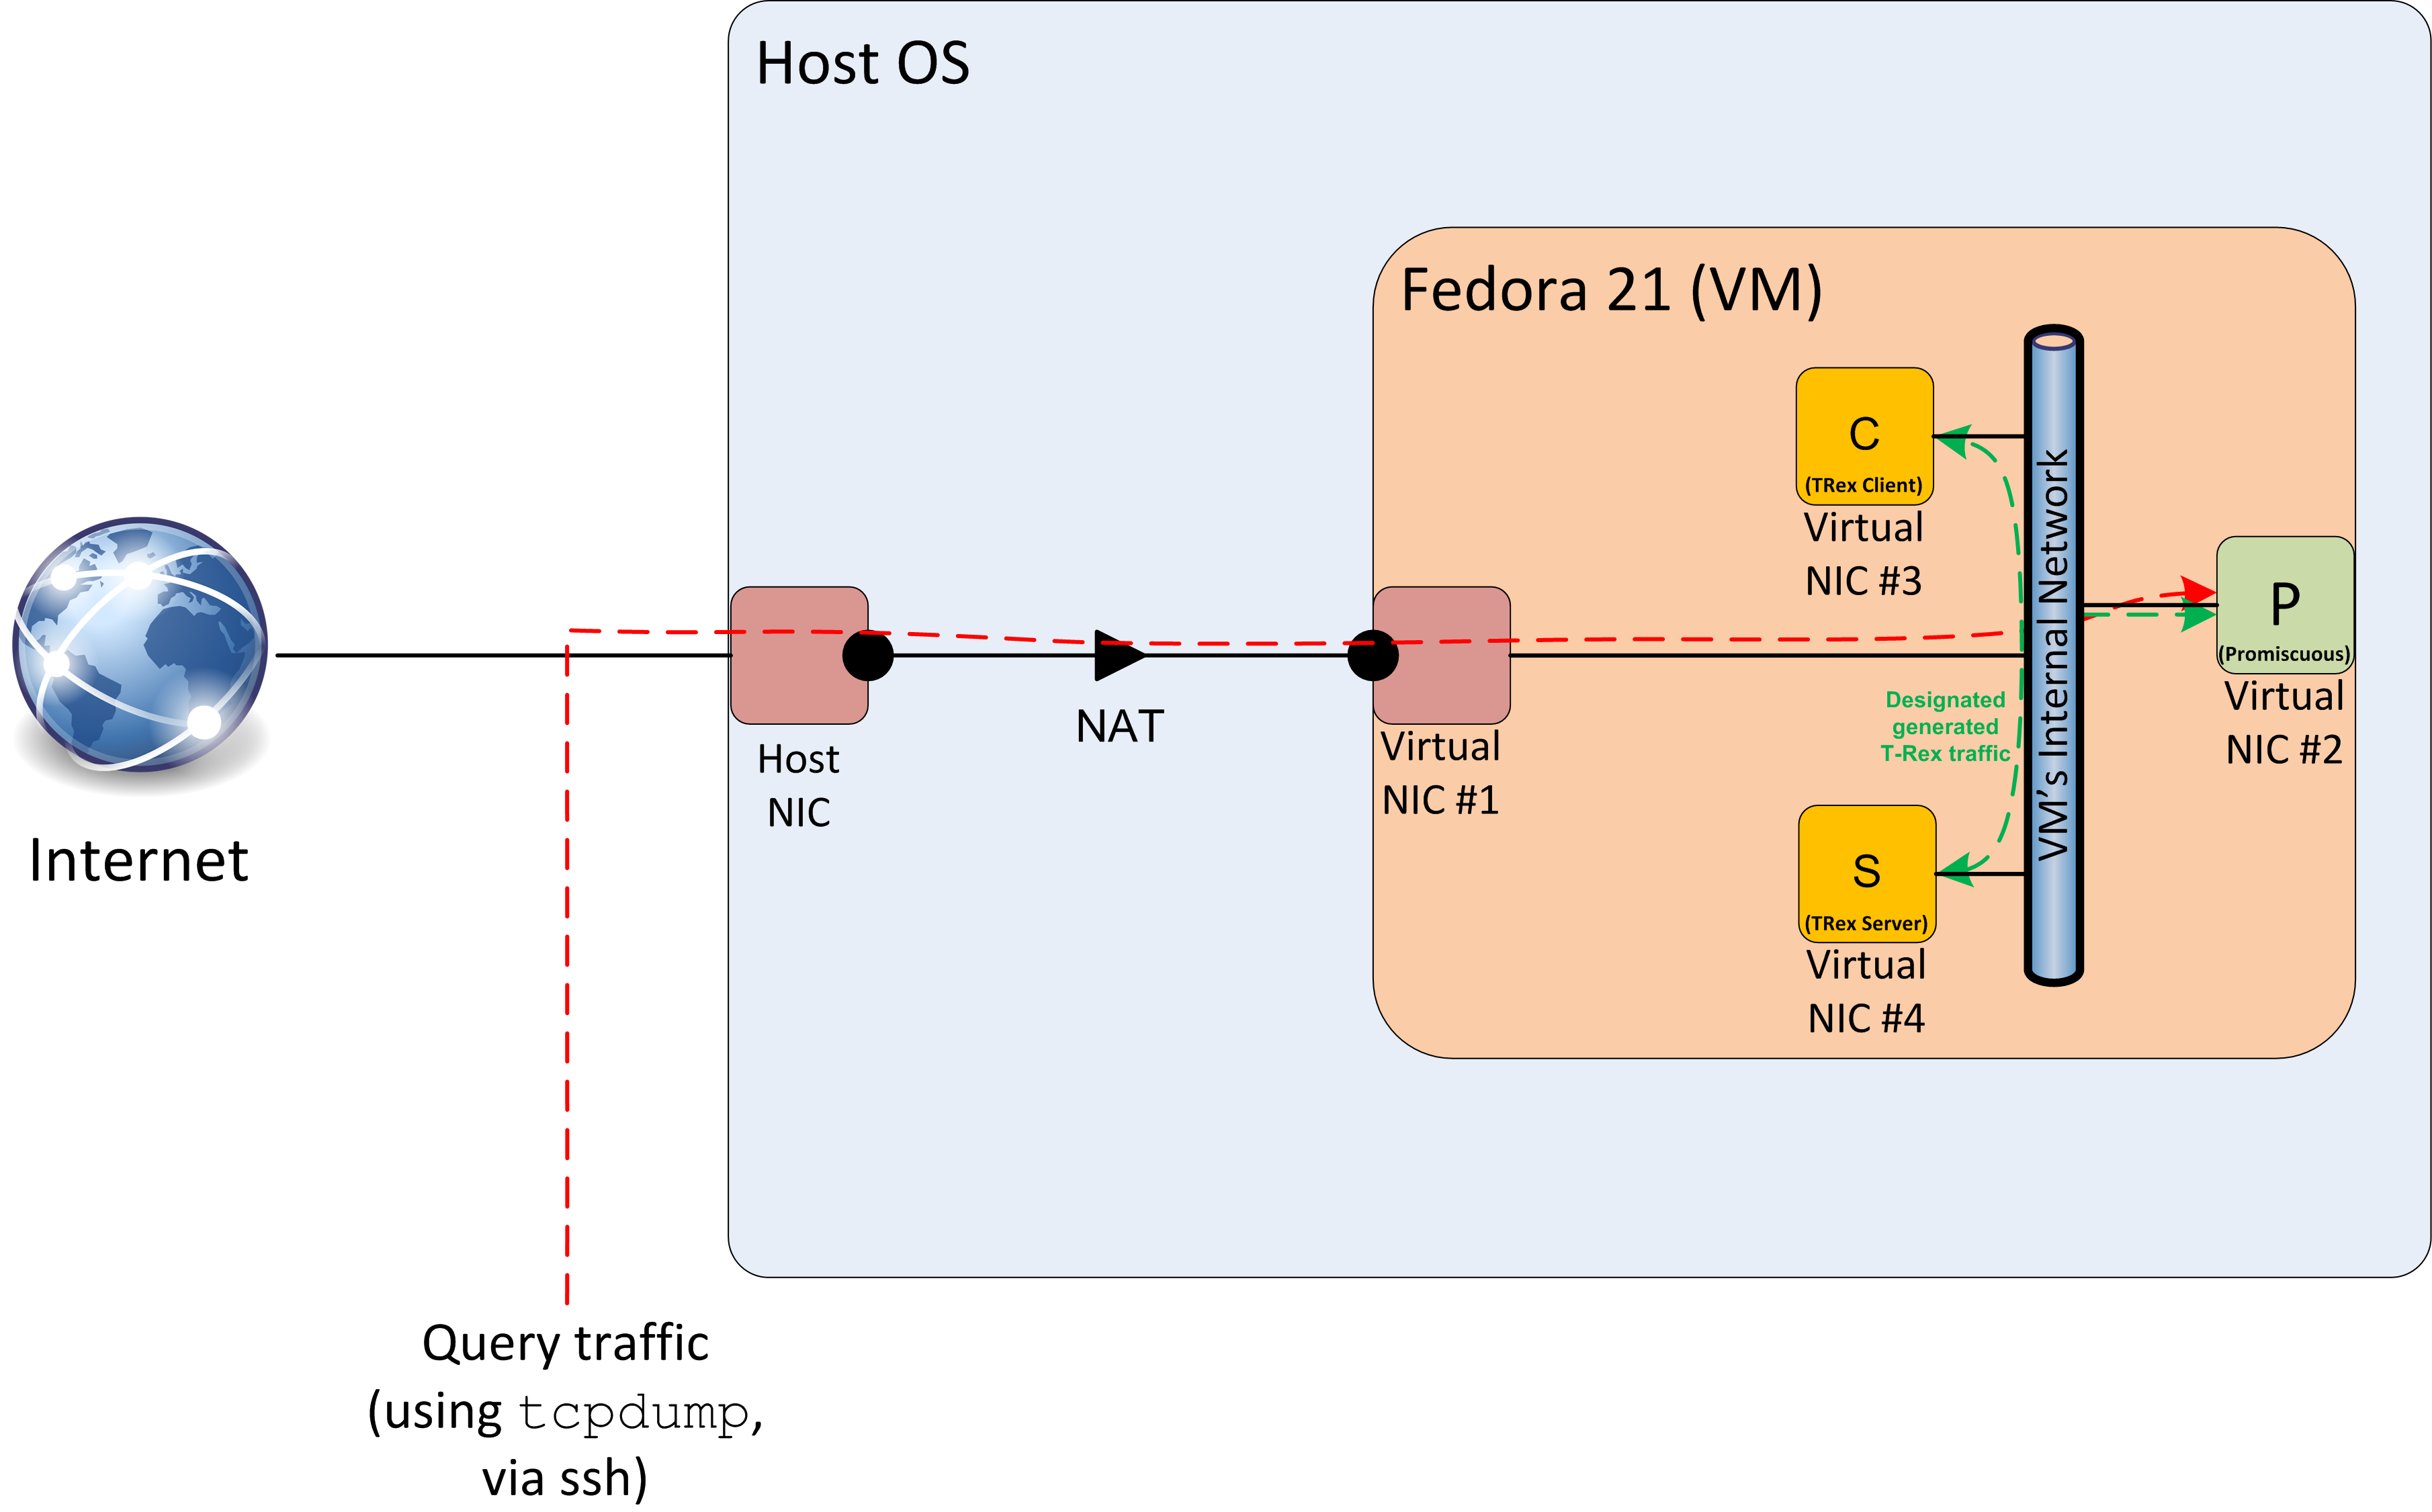 Host OS
Fedora 21 (VM)
C
(TRex Client)
Virtual
NIC #3
VM's Internal Network
P
(Promiscuous)
Virtual
NIC #2
Designated
generated
T-Rex traffic
NAT
Host
NIC
Virtual
NIC #1
Internet
S
(TRex Server)
Virtual
NIC #4
Query traffic
(using tcpdump,
via ssh)